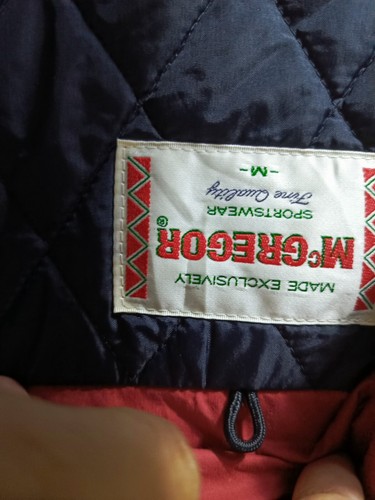 MADE EXCLUSIVELY
McGREGOR®
SPORTSWEAR
Fine Quality
-M-